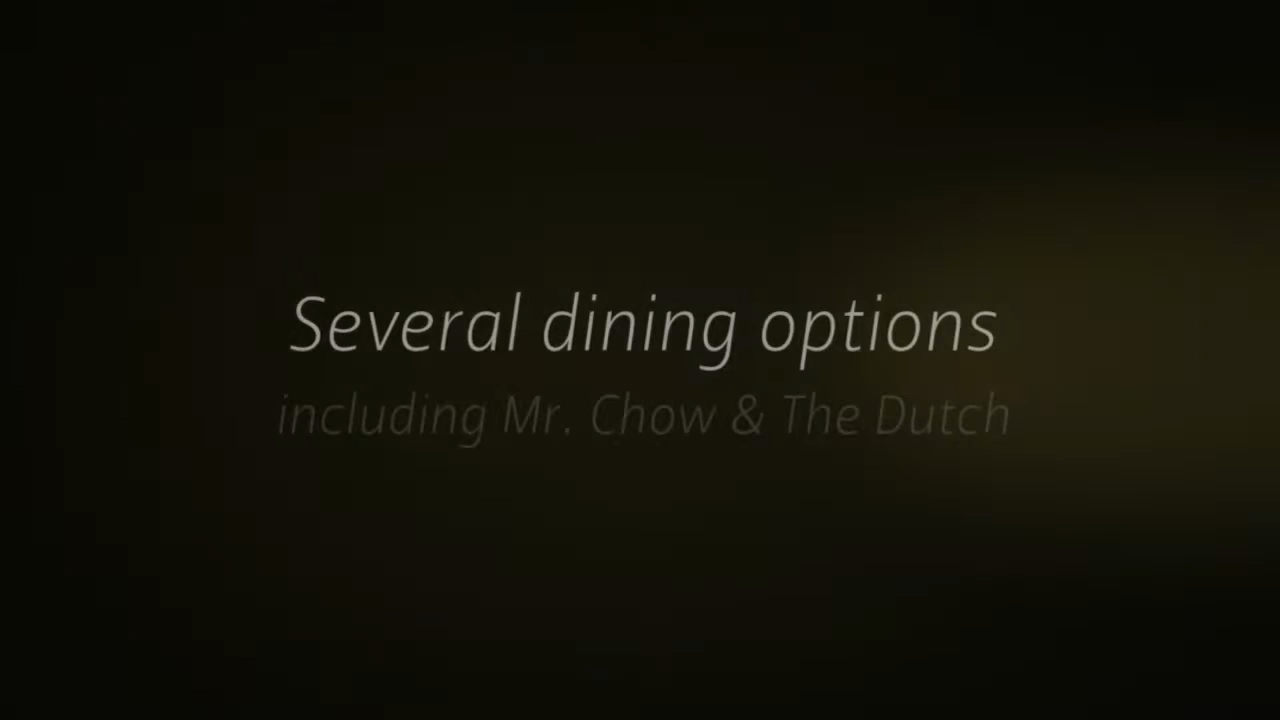 Several dining options
including Mr. Chow & The Dutch